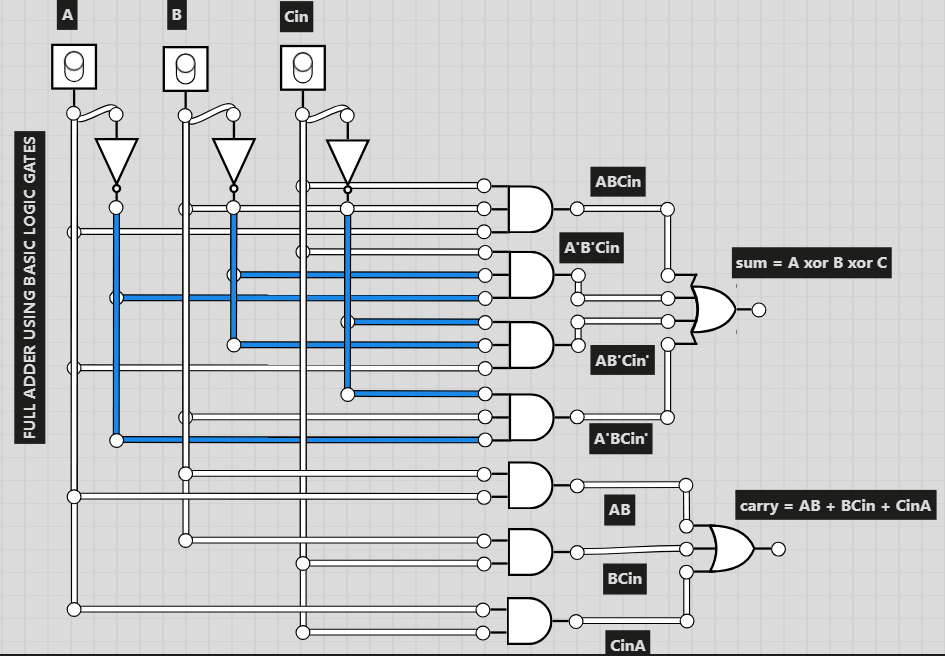 A
B
Cin
FULL ADDER USING BASIC LOGIC GATES
ABCin
A'B'Cin
sum = A xor B xor C
AB'Cin'
A'BCin'
AB
carry = AB + BCin + CinA
BCin
CinA